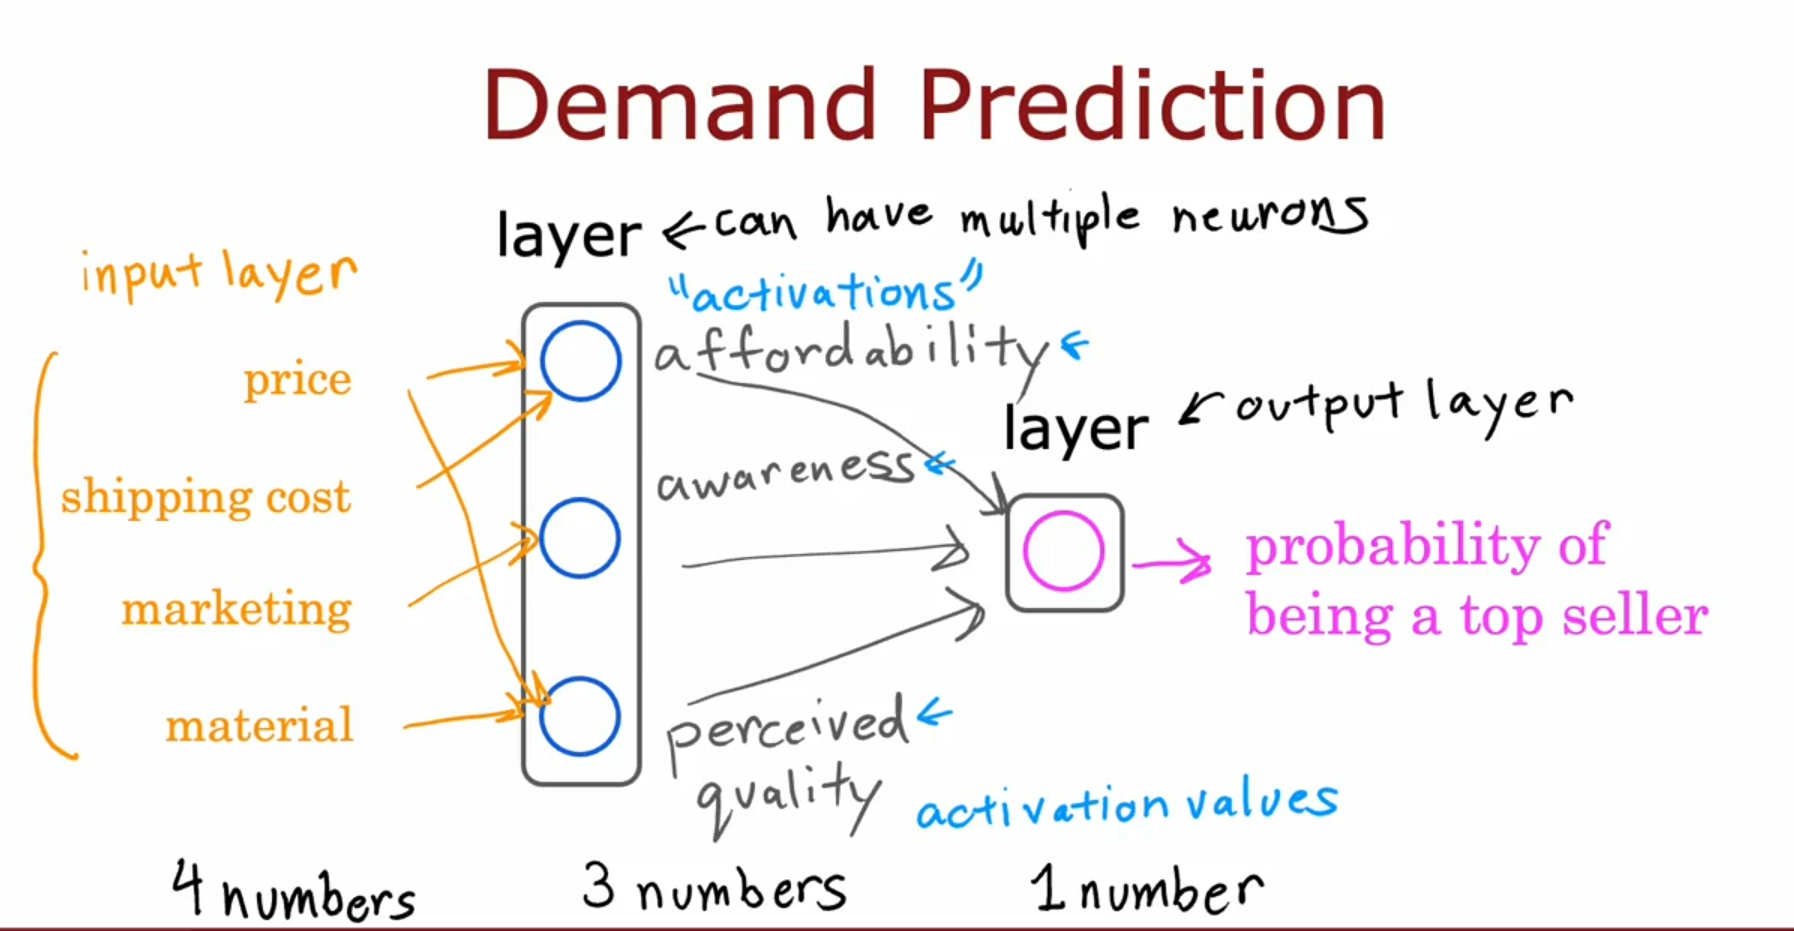 Demand Prediction
layer ← can have multiple neurons
input layer
"activations"
affordability
price
layer ← output layer
awareness
shipping cost
probability of
being a top seller
marketing
material
perceived
quality
activation values
4 numbers
3 numbers
1 number